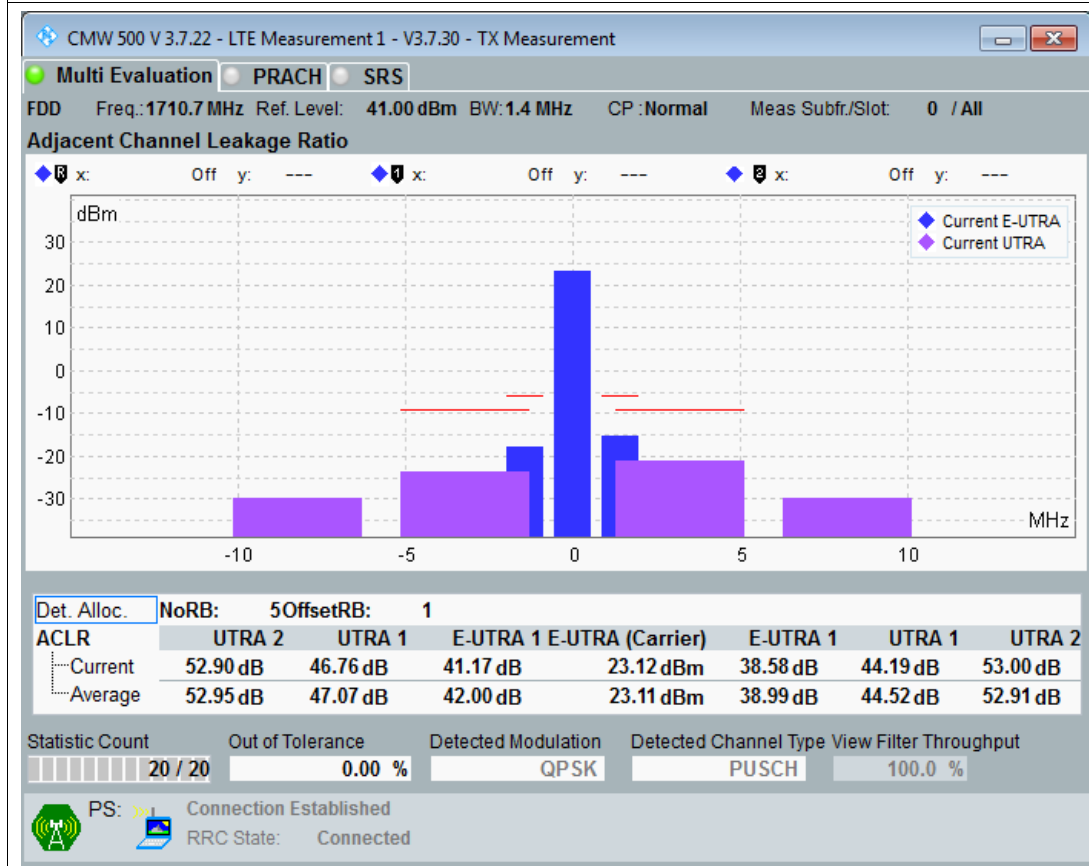 CMW 500 V 3.7.22 - LTE Measurement 1 - V3.7.30 - TX Measurement
Multi Evaluation PRACH SRS
FDD Freq.: 1710.7 MHz Ref. Level: 41.00 dBm BW: 1.4 MHz CP : Normal Meas Subfr./Slot: 0 / All
Adjacent Channel Leakage Ratio
R x: Off y: --- 1 x: Off y: --- 2 x: Off y: ---
dBm
Current E-UTRA
Current UTRA
30
20
10
0
-10
-20
-30
MHz
-10 -5 0 5 10
Det. Alloc. NoRB: 5 OffsetRB: 1
ACLR UTRA 2 UTRA 1 E-UTRA 1 E-UTRA (Carrier) E-UTRA 1 UTRA 1 UTRA 2
Current 52.90 dB 46.76 dB 41.17 dB 23.12 dBm 38.58 dB 44.19 dB 53.00 dB
Average 52.95 dB 47.07 dB 42.00 dB 23.11 dBm 38.99 dB 44.52 dB 52.91 dB
Statistic Count Out of Tolerance Detected Modulation Detected Channel Type View Filter Throughput
20 / 20 0.00 % QPSK PUSCH 100.0 %
PS: Connection Established
RRC State: Connected